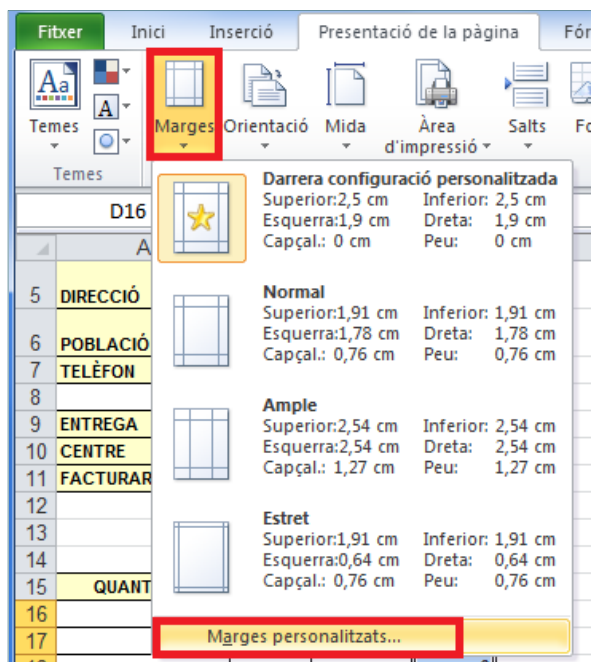 Fitxer Inici Inserció Presentació de la pàgina Fór
Temes Marges Orientació Mida Àrea d'impressió Salts Fo
Temes
D16
Darrera configuració personalitzada
Superior:2,5 cm Inferior: 2,5 cm
Esquerra:1,9 cm Dreta: 1,9 cm
Capçal.: 0 cm Peu: 0 cm
A
5 DIRECCIÓ
Normal
Superior:1,91 cm Inferior: 1,91 cm
Esquerra:1,78 cm Dreta: 1,78 cm
Capçal.: 0,76 cm Peu: 0,76 cm
6 POBLACIÓ
7 TELÈFON
8
Ample
Superior:2,54 cm Inferior: 2,54 cm
Esquerra:2,54 cm Dreta: 2,54 cm
Capçal.: 1,27 cm Peu: 1,27 cm
9 ENTREGA
10 CENTRE
11 FACTURAR
12
Estret
Superior:1,91 cm Inferior: 1,91 cm
Esquerra:0,64 cm Dreta: 0,64 cm
Capçal.: 0,76 cm Peu: 0,76 cm
13
14
15 QUANT
16
Marges personalitzats...
17